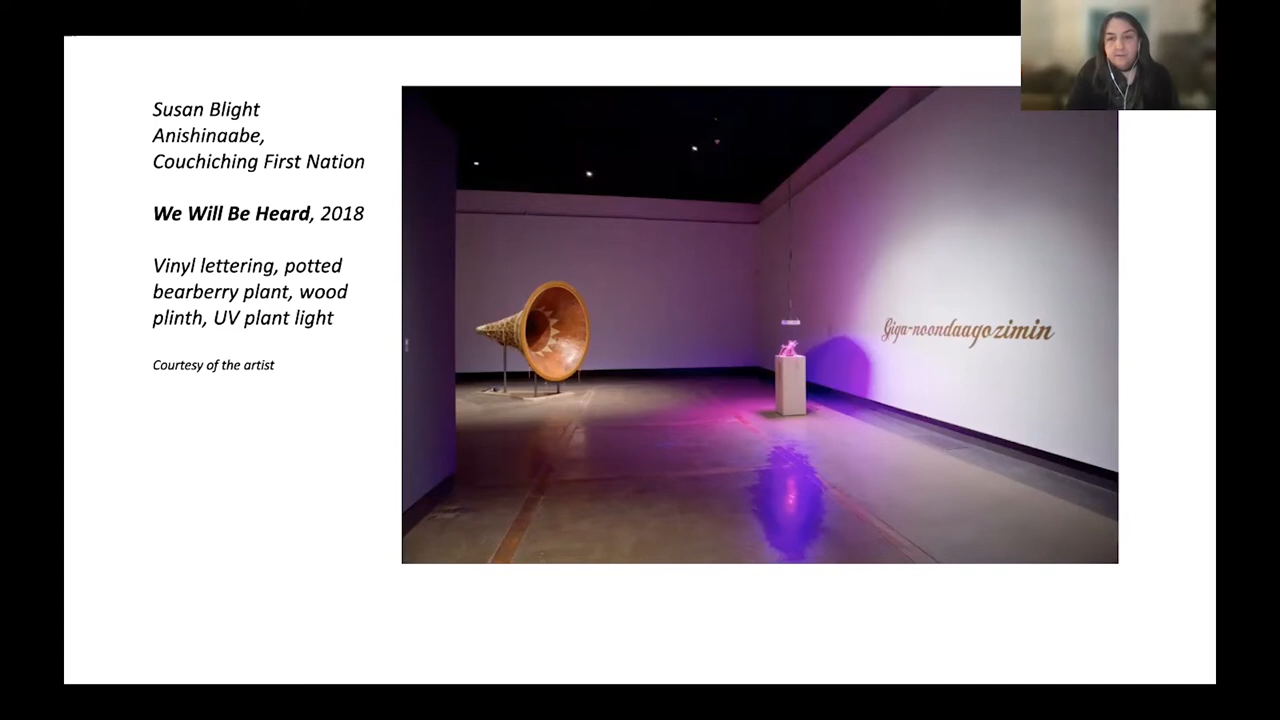 Susan Blight
Anishinaabe,
Couchiching First Nation
We Will Be Heard, 2018
Vinyl lettering, potted
bearberry plant, wood
plinth, UV plant light
Courtesy of the artist
Giga-noondaagozimin